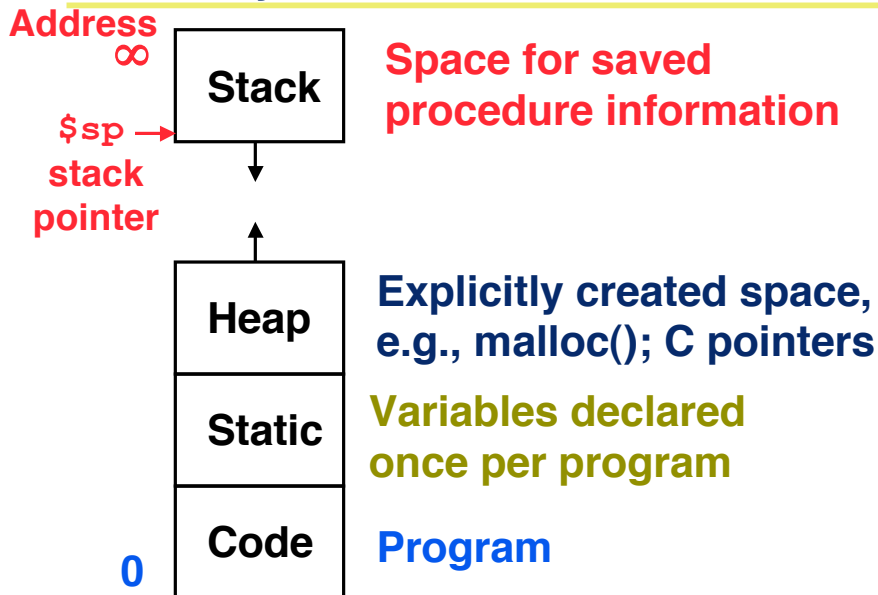 Address
∞
Stack
Space for saved
procedure information
$sp
stack
pointer
Heap
Explicitly created space,
e.g., malloc(); C pointers
Static
Variables declared
once per program
Code
Program
0